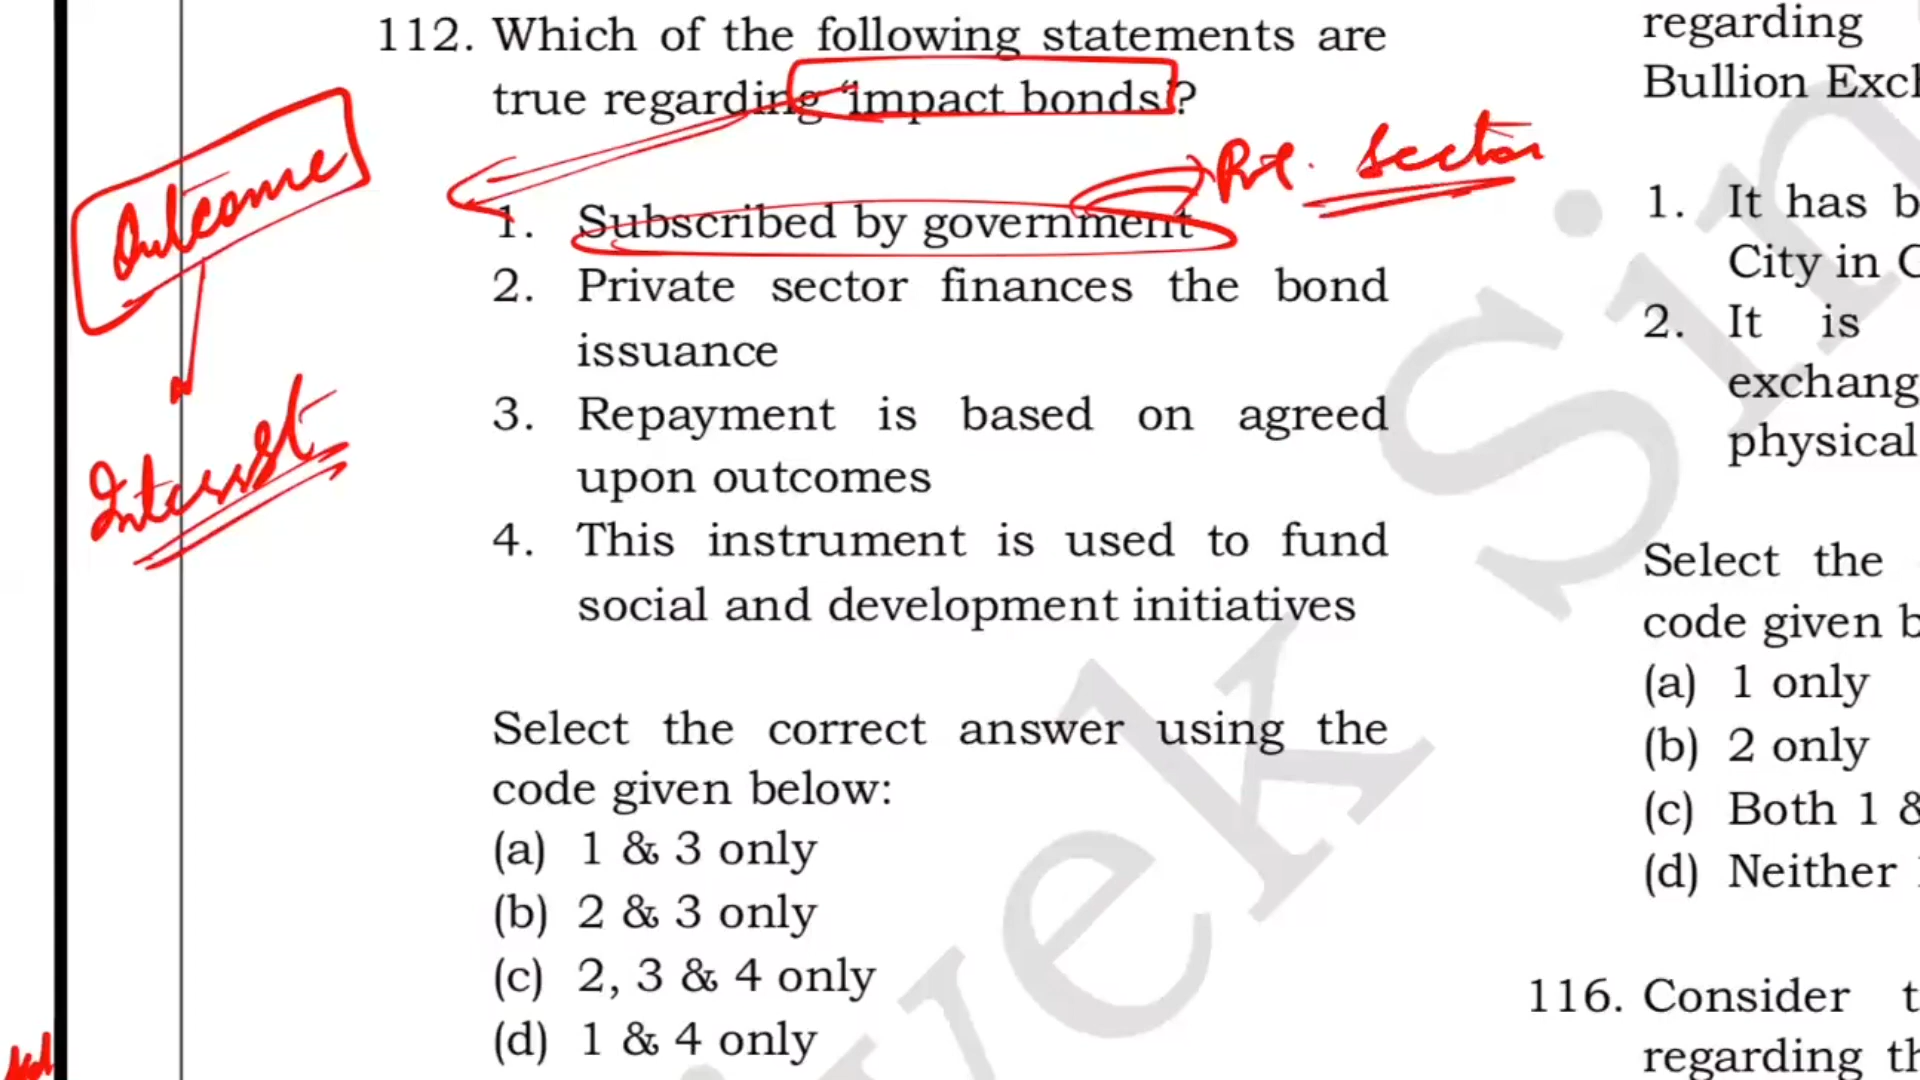 112. Which of the following statements are
true regarding 'impact bonds'?
Outcome
Interest
Pvt. Sector
1. Subscribed by government
2. Private sector finances the bond
issuance
3. Repayment is based on agreed
upon outcomes
4. This instrument is used to fund
social and development initiatives
Select the correct answer using the
code given below:
(a) 1 & 3 only
(b) 2 & 3 only
(c) 2, 3 & 4 only
(d) 1 & 4 only
regarding
Bullion Excl
1. It has b
City in G
2. It is
exchang
physical
Select the
code given b
(a) 1 only
(b) 2 only
(c) Both 1 &
(d) Neither
116. Consider t
regarding th
vek Sin